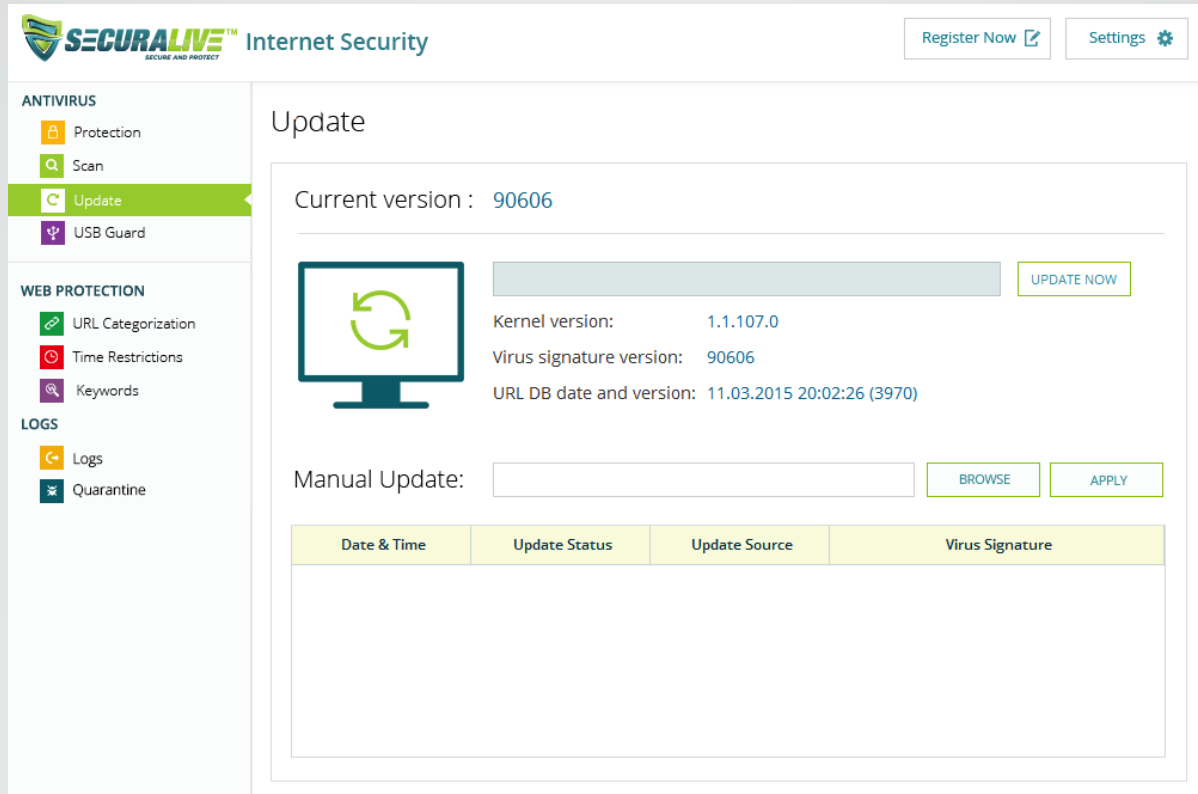 SECURALIVE™ Internet Security
SECURE AND PROTECT
Register Now
Settings
ANTIVIRUS
Protection
Scan
Update
USB Guard
WEB PROTECTION
URL Categorization
Time Restrictions
Keywords
LOGS
Logs
Quarantine
Update
Current version : 90606
UPDATE NOW
Kernel version: 1.1.107.0
Virus signature version: 90606
URL DB date and version: 11.03.2015 20:02:26 (3970)
Manual Update: BROWSE APPLY
Date & Time Update Status Update Source Virus Signature